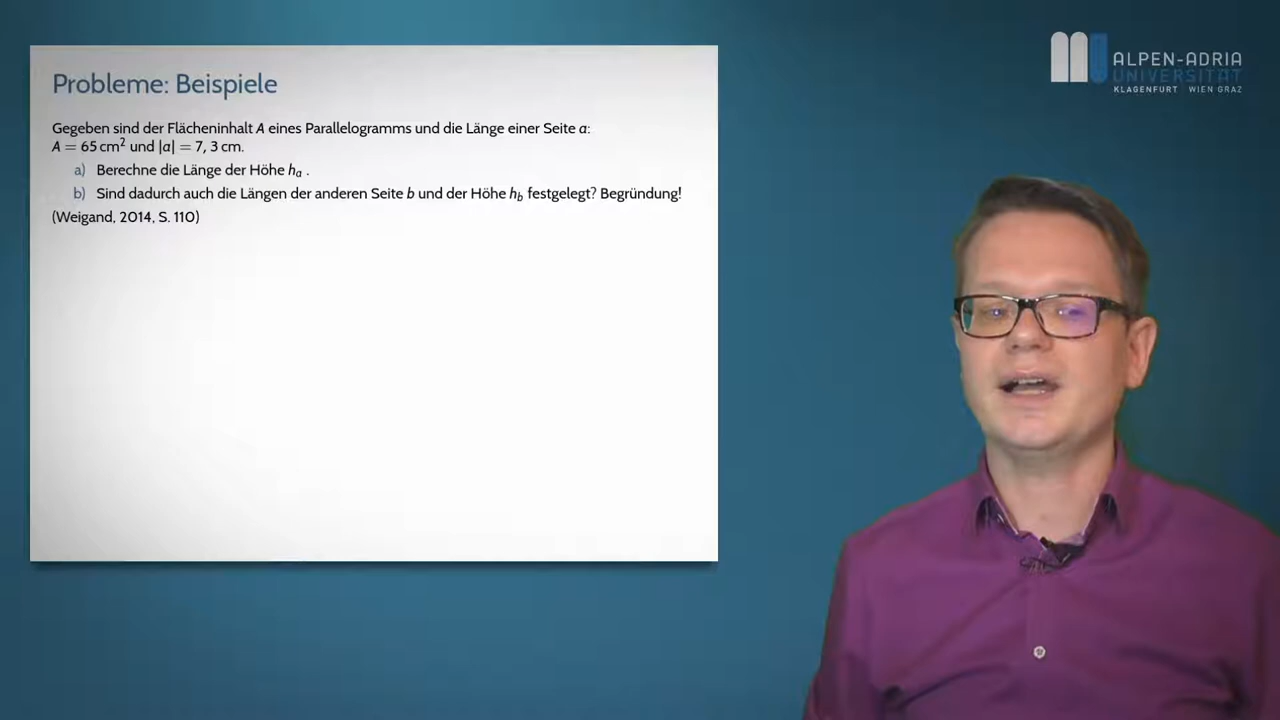 Probleme: Beispiele
Gegeben sind der Flächeninhalt A eines Parallelogramms und die Länge einer Seite a:
A = 65 cm² und |a| = 7, 3 cm.
a) Berechne die Länge der Höhe hₐ .
b) Sind dadurch auch die Längen der anderen Seite b und der Höhe h_b festgelegt? Begründung!
(Weigand, 2014, S. 110)
ALPEN-ADRIA
UNIVERSITÄT
KLAGENFURT WIEN GRAZ